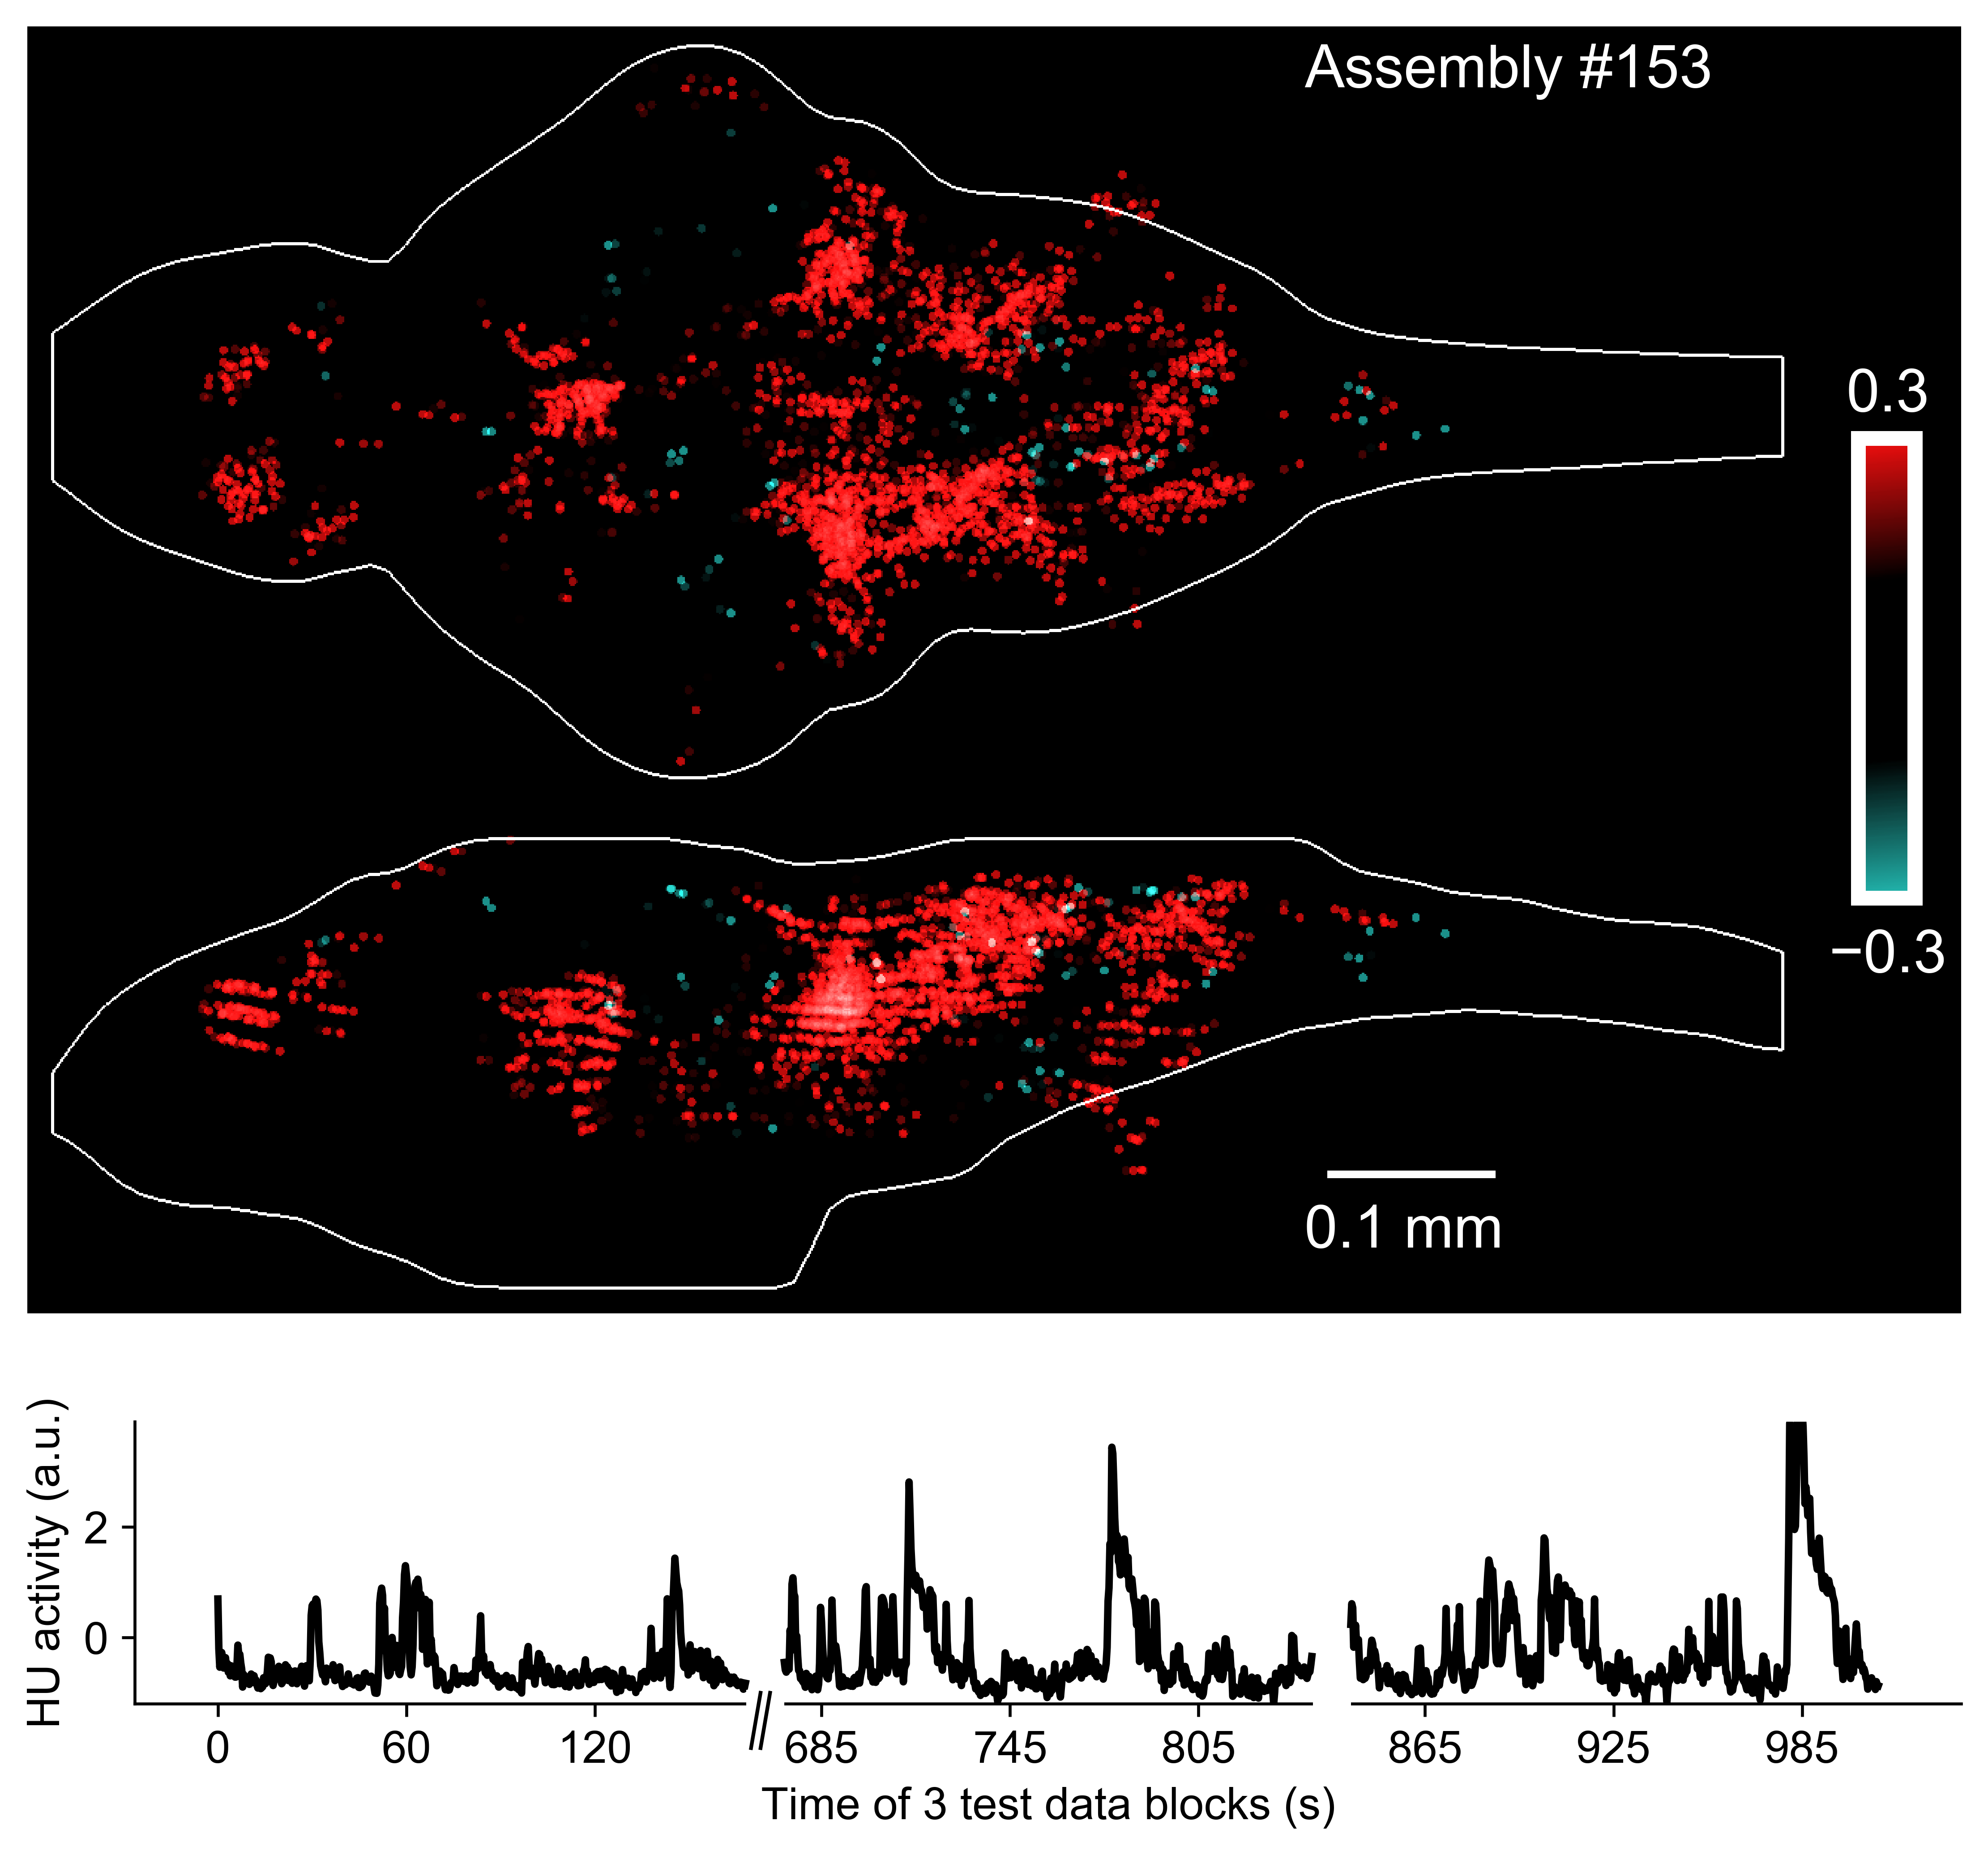 Assembly #153
0.3
−0.3
0.1 mm
HU activity (a.u.)
2
0
0 60 120 685 745 805 865 925 985
Time of 3 test data blocks (s)